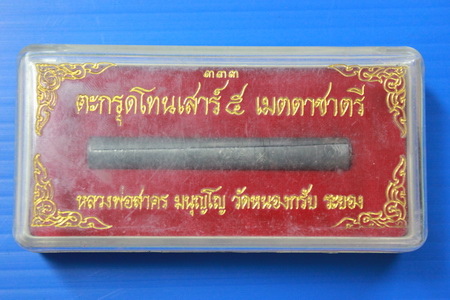 ๓๓๓
ตะกรุดโทนเสาร์ ๕ เมตตาชาตรี
หลวงพ่อสาคร มนุญโญ วัดหนองกรับ ระยอง